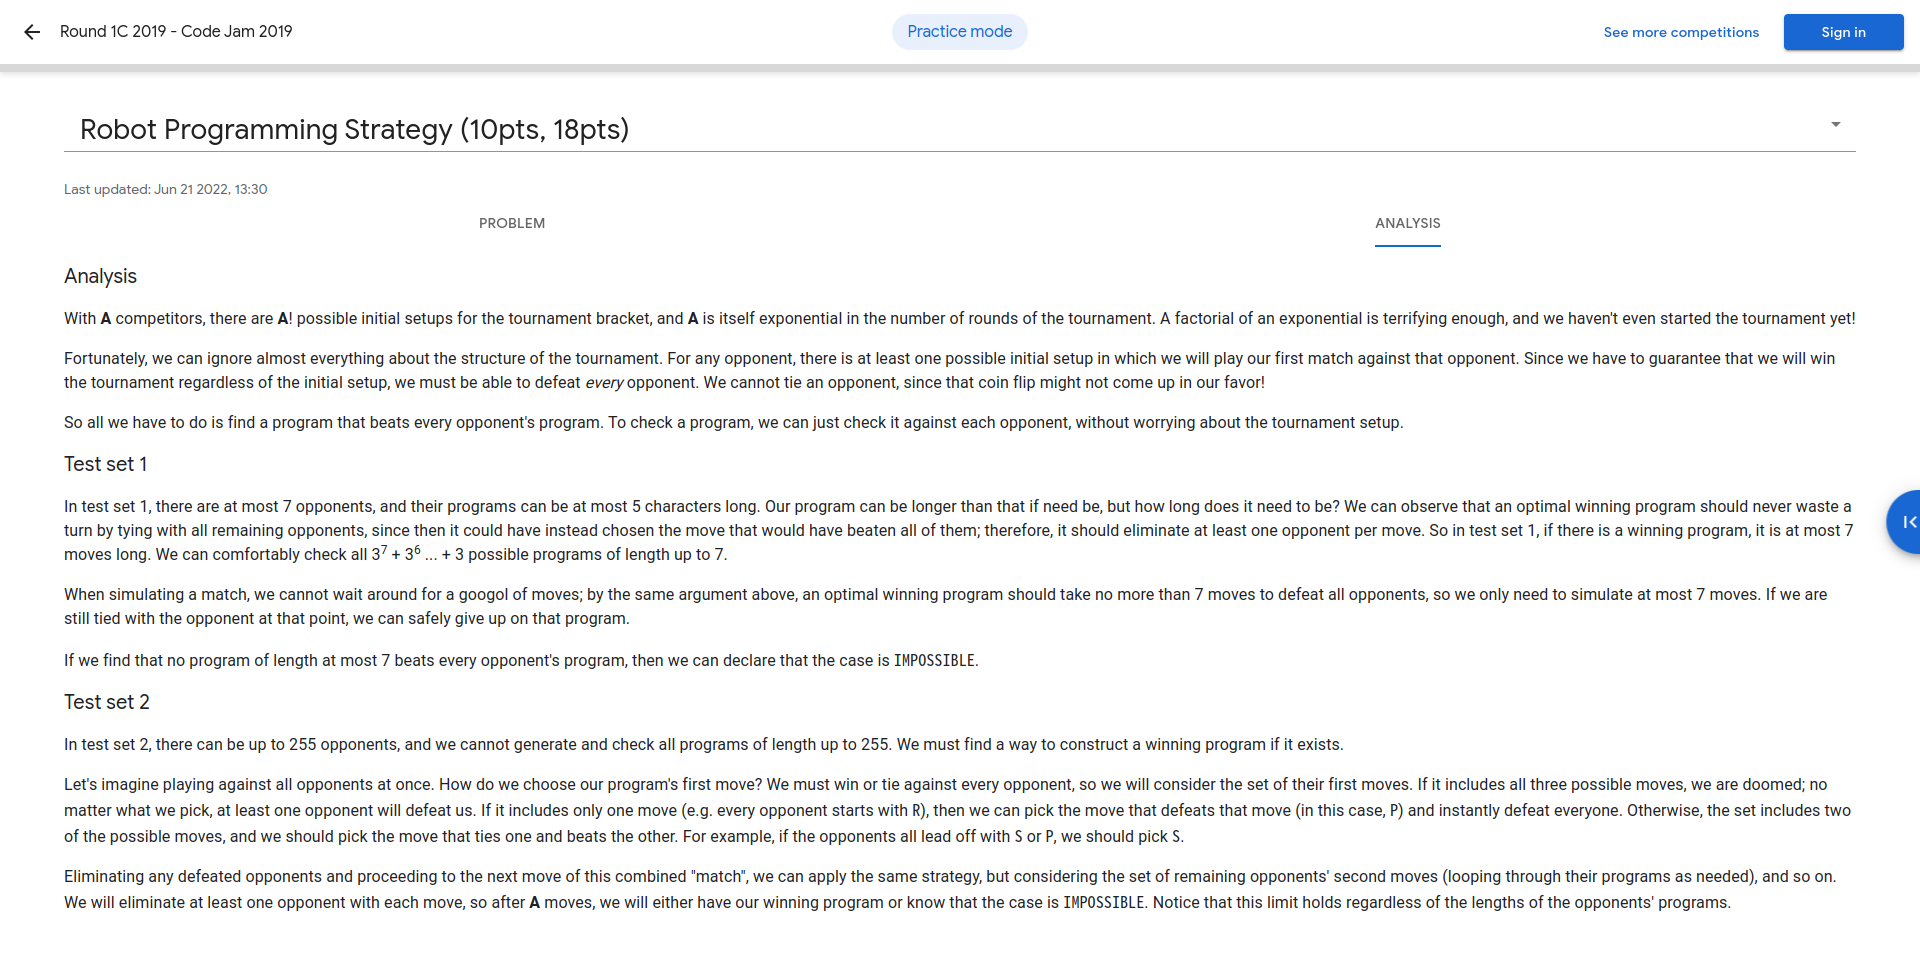 Round 1C 2019 - Code Jam 2019
Practice mode
See more competitions
Sign in
Robot Programming Strategy (10pts, 18pts)
Last updated: Jun 21 2022, 13:30
PROBLEM
ANALYSIS
Analysis
With A competitors, there are A! possible initial setups for the tournament bracket, and A is itself exponential in the number of rounds of the tournament. A factorial of an exponential is terrifying enough, and we haven't even started the tournament yet!
Fortunately, we can ignore almost everything about the structure of the tournament. For any opponent, there is at least one possible initial setup in which we will play our first match against that opponent. Since we have to guarantee that we will win
the tournament regardless of the initial setup, we must be able to defeat every opponent. We cannot tie an opponent, since that coin flip might not come up in our favor!
So all we have to do is find a program that beats every opponent's program. To check a program, we can just check it against each opponent, without worrying about the tournament setup.
Test set 1
In test set 1, there are at most 7 opponents, and their programs can be at most 5 characters long. Our program can be longer than that if need be, but how long does it need to be? We can observe that an optimal winning program should never waste a
turn by tying with all remaining opponents, since then it could have instead chosen the move that would have beaten all of them; therefore, it should eliminate at least one opponent per move. So in test set 1, if there is a winning program, it is at most 7
moves long. We can comfortably check all 3⁷ + 3⁶ ... + 3 possible programs of length up to 7.
When simulating a match, we cannot wait around for a googol of moves; by the same argument above, an optimal winning program should take no more than 7 moves to defeat all opponents, so we only need to simulate at most 7 moves. If we are
still tied with the opponent at that point, we can safely give up on that program.
If we find that no program of length at most 7 beats every opponent's program, then we can declare that the case is IMPOSSIBLE.
Test set 2
In test set 2, there can be up to 255 opponents, and we cannot generate and check all programs of length up to 255. We must find a way to construct a winning program if it exists.
Let's imagine playing against all opponents at once. How do we choose our program's first move? We must win or tie against every opponent, so we will consider the set of their first moves. If it includes all three possible moves, we are doomed; no
matter what we pick, at least one opponent will defeat us. If it includes only one move (e.g. every opponent starts with R), then we can pick the move that defeats that move (in this case, P) and instantly defeat everyone. Otherwise, the set includes two
of the possible moves, and we should pick the move that ties one and beats the other. For example, if the opponents all lead off with S or P, we should pick S.
Eliminating any defeated opponents and proceeding to the next move of this combined "match", we can apply the same strategy, but considering the set of remaining opponents' second moves (looping through their programs as needed), and so on.
We will eliminate at least one opponent with each move, so after A moves, we will either have our winning program or know that the case is IMPOSSIBLE. Notice that this limit holds regardless of the lengths of the opponents' programs.